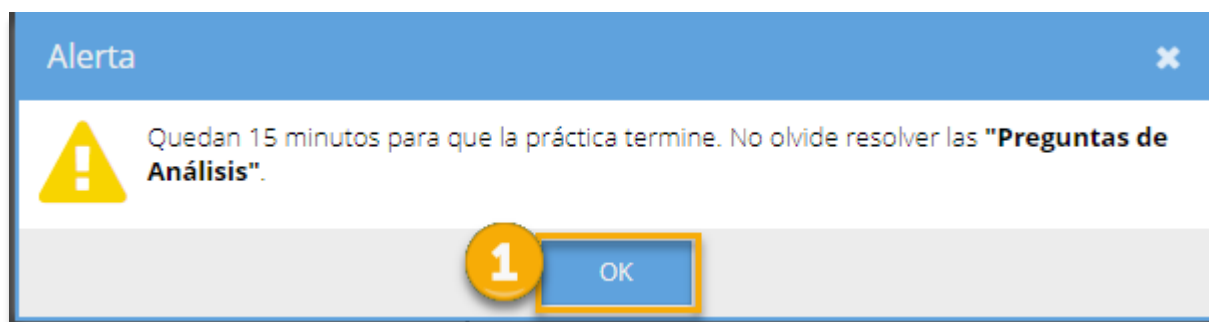 Alerta
Quedan 15 minutos para que la práctica termine. No olvide resolver las "Preguntas de
Análisis".
1
OK